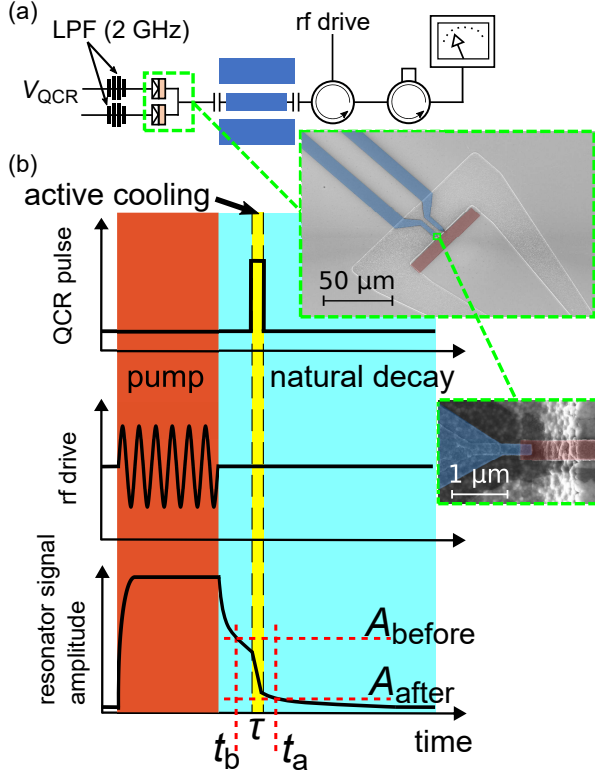 (a)
LPF (2 GHz)
rf drive
V_QCR
50 μm
(b)
active cooling
QCR pulse
pump
natural decay
1 μm
rf drive
resonator signal
amplitude
A_before
A_after
t_b
τ
t_a
time